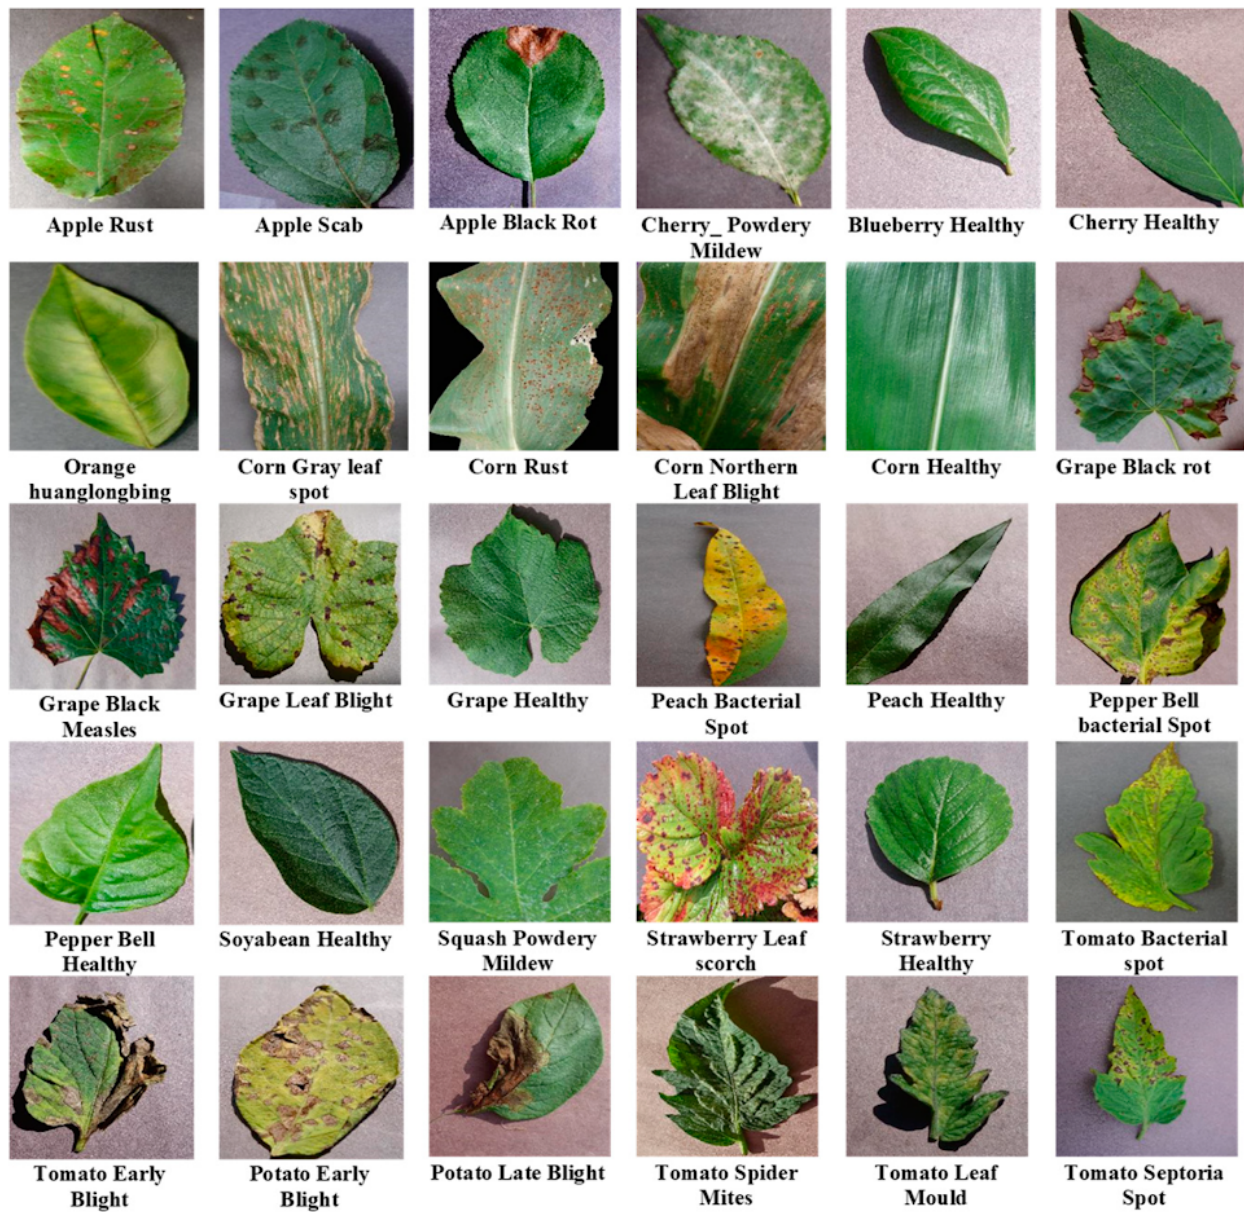 Apple Rust
Apple Scab
Apple Black Rot
Cherry_ Powdery
Mildew
Blueberry Healthy
Cherry Healthy
Orange
huanglongbing
Corn Gray leaf
spot
Corn Rust
Corn Northern
Leaf Blight
Corn Healthy
Grape Black rot
Grape Black
Measles
Grape Leaf Blight
Grape Healthy
Peach Bacterial
Spot
Peach Healthy
Pepper Bell
bacterial Spot
Pepper Bell
Healthy
Soyabean Healthy
Squash Powdery
Mildew
Strawberry Leaf
scorch
Strawberry
Healthy
Tomato Bacterial
spot
Tomato Early
Blight
Potato Early
Blight
Potato Late Blight
Tomato Spider
Mites
Tomato Leaf
Mould
Tomato Septoria
Spot